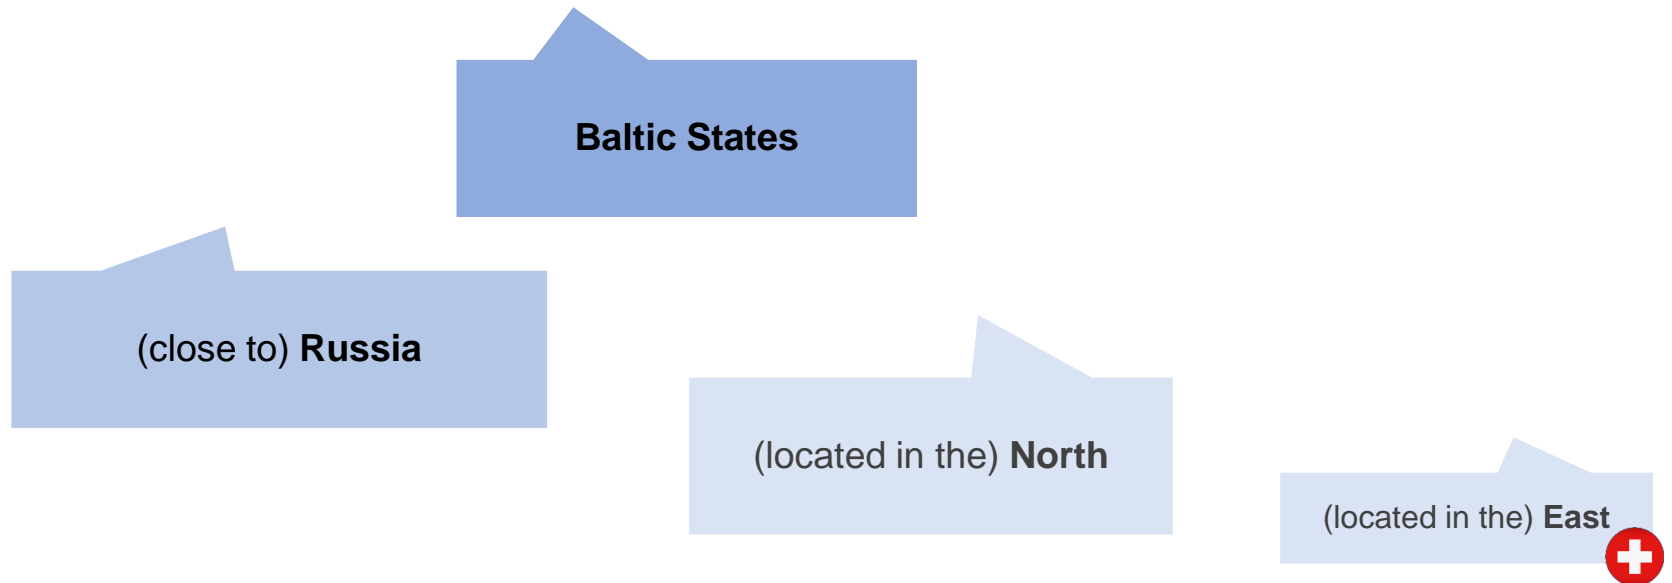 Baltic States
(close to) Russia
(located in the) North
(located in the) East